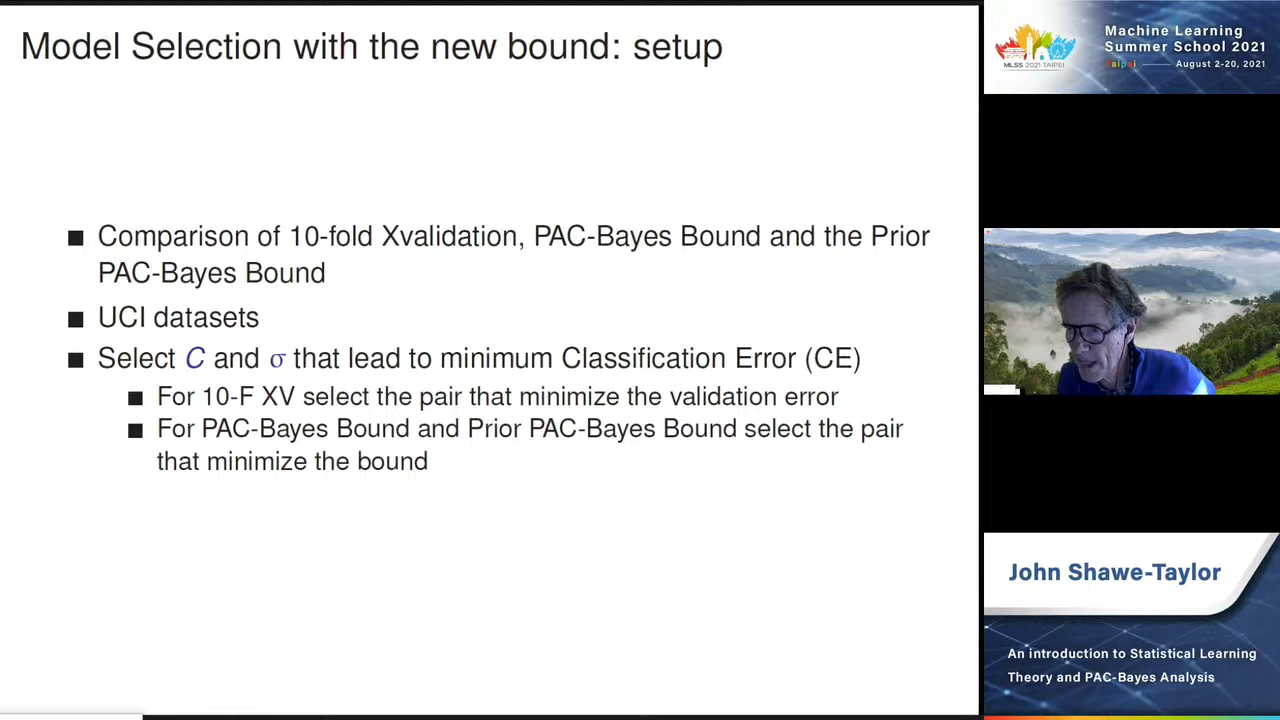 Model Selection with the new bound: setup
■ Comparison of 10-fold Xvalidation, PAC-Bayes Bound and the Prior
PAC-Bayes Bound
■ UCI datasets
■ Select C and σ that lead to minimum Classification Error (CE)
■ For 10-F XV select the pair that minimize the validation error
■ For PAC-Bayes Bound and Prior PAC-Bayes Bound select the pair
that minimize the bound
MLSS 2021 TAIPEI
Machine Learning
Summer School 2021
Taipei August 2-20, 2021
John Shawe-Taylor
An introduction to Statistical Learning
Theory and PAC-Bayes Analysis